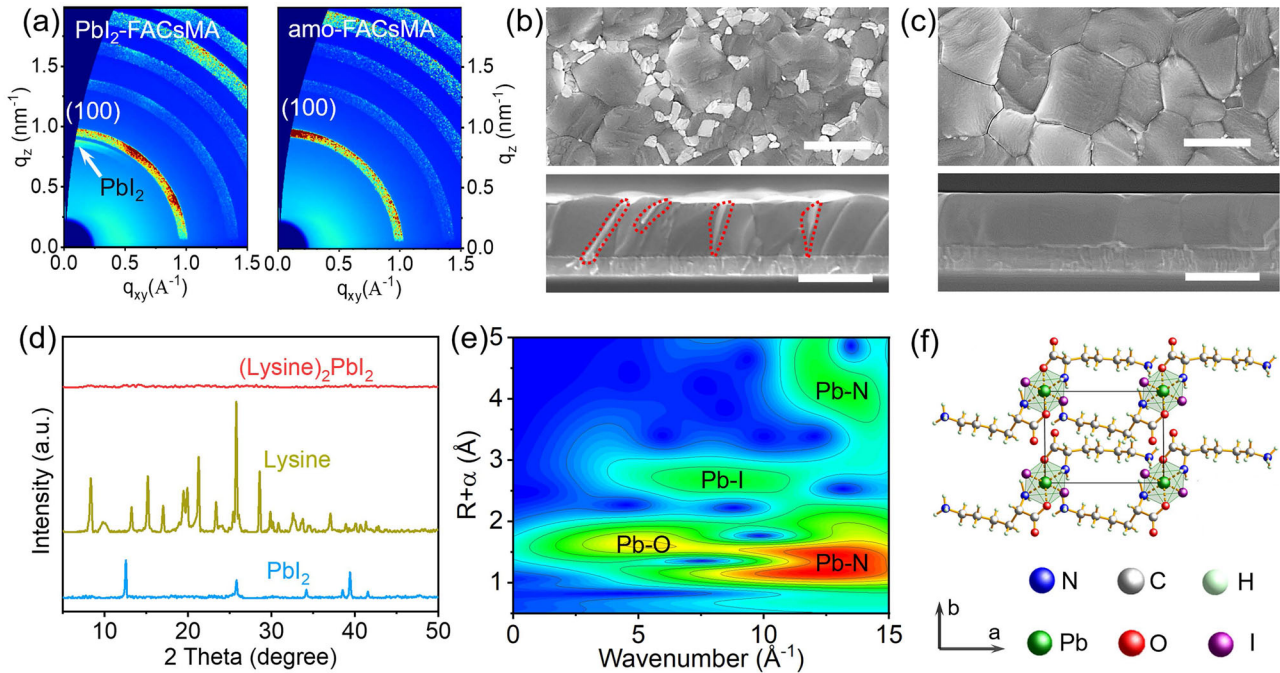 (a)
PbI2-FACsMA
amo-FACsMA
1.5
(100)
(100)
1.0
qz (nm-1)
qz (nm-1)
1.0
PbI2
0.5
0.5
0.0
0.0
0.0 0.5 1.0 1.5
0.0 0.5 1.0 1.5
qxy(A-1)
qxy(A-1)
1.5
(b)
(c)
(d)
(Lysine)2PbI2
Lysine
PbI2
Intensity (a.u.)
10 20 30 40 50
2 Theta (degree)
(e)
5
4
3
2
1
R+α (Å)
Pb-N
Pb-I
Pb-O
Pb-N
0 5 10 15
Wavenumber (Å-1)
(f)
N C H
Pb O I
b
a